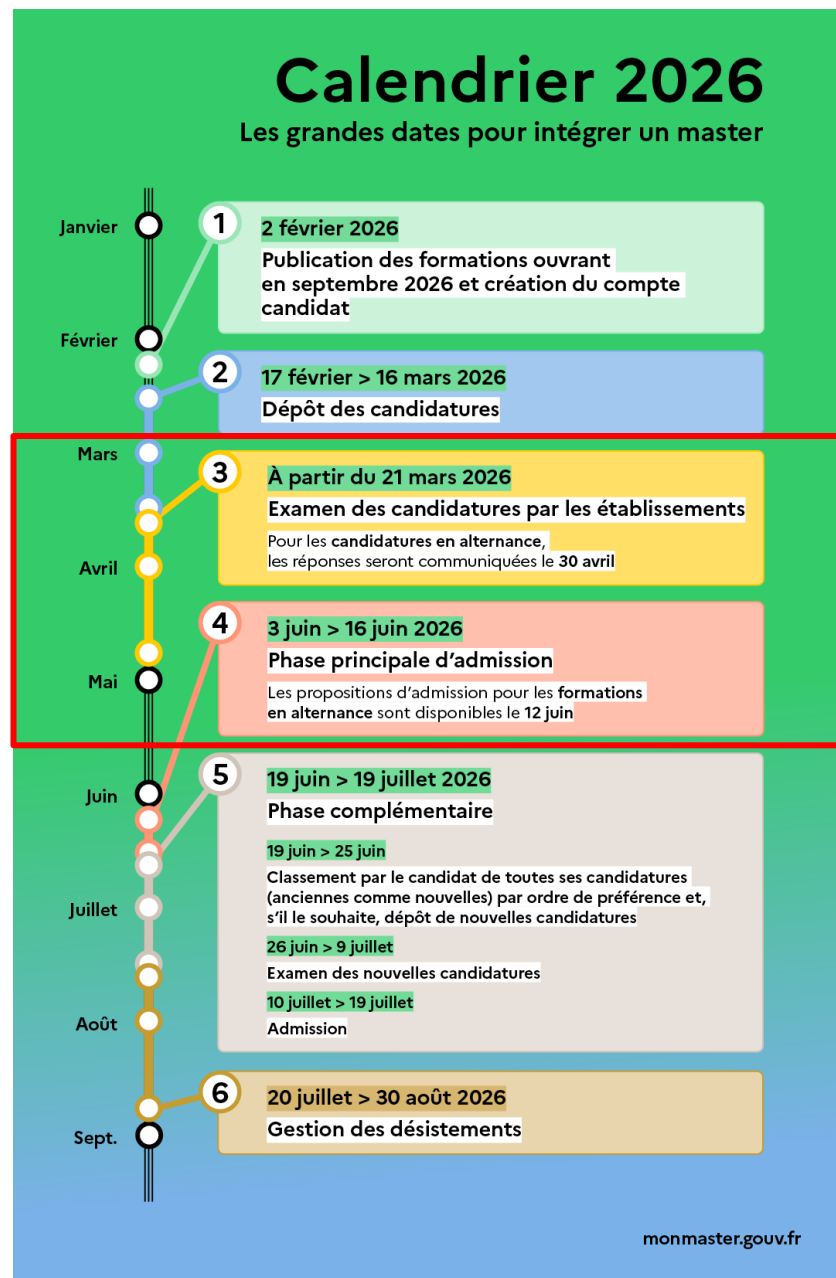 Calendrier 2026
Les grandes dates pour intégrer un master
Janvier
1
2 février 2026
Publication des formations ouvrant
en septembre 2026 et création du compte
candidat
Février
2
17 février > 16 mars 2026
Dépôt des candidatures
Mars
3
À partir du 21 mars 2026
Examen des candidatures par les établissements
Pour les candidatures en alternance,
les réponses seront communiquées le 30 avril
Avril
4
3 juin > 16 juin 2026
Phase principale d’admission
Les propositions d’admission pour les formations
en alternance sont disponibles le 12 juin
Mai
5
19 juin > 19 juillet 2026
Phase complémentaire
Juin
19 juin > 25 juin
Classement par le candidat de toutes ses candidatures
(anciennes comme nouvelles) par ordre de préférence et,
s’il le souhaite, dépôt de nouvelles candidatures
Juillet
26 juin > 9 juillet
Examen des nouvelles candidatures
10 juillet > 19 juillet
Admission
Août
6
20 juillet > 30 août 2026
Gestion des désistements
Sept.
monmaster.gouv.fr